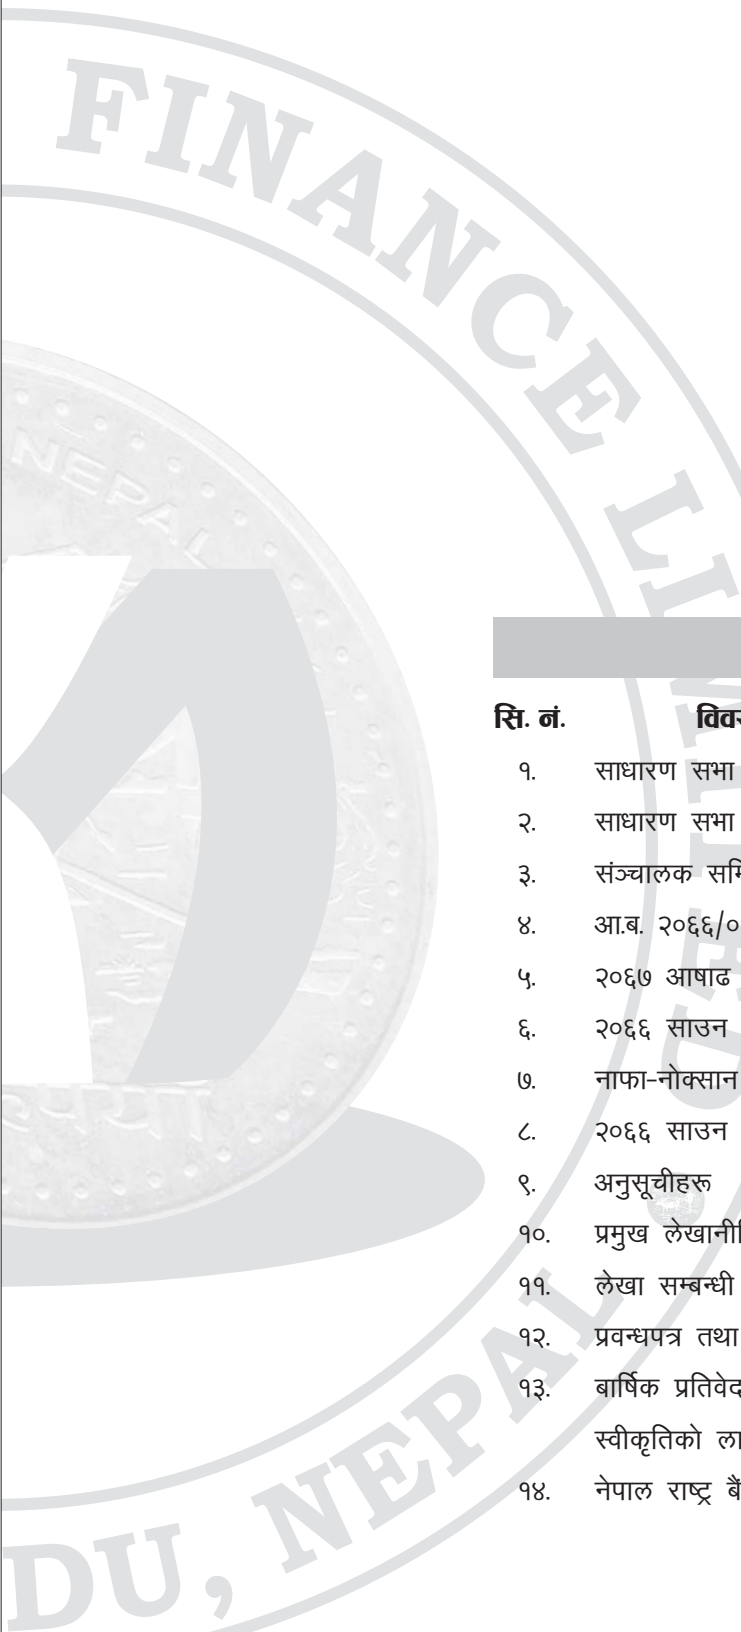 FINANCE LIMITED
NEPAL
सि. नं.
१. साधारण सभा
२. साधारण सभा
३. संञ्चालक
४. आ.ब. २०६६/०
५. २०६७ आषाढ
६. २०६६ साउन
७. नाफा-नोक्सान
८. २०६६ साउन
९. अनुसूचीहरू
१०. प्रमुख
११. लेखा सम्बन्धी
१२. प्रवन्धपत्र तथा
१३. बार्षिक
स्वीकृतिको
१४. नेपाल राष्ट्र
DU, NEPAL